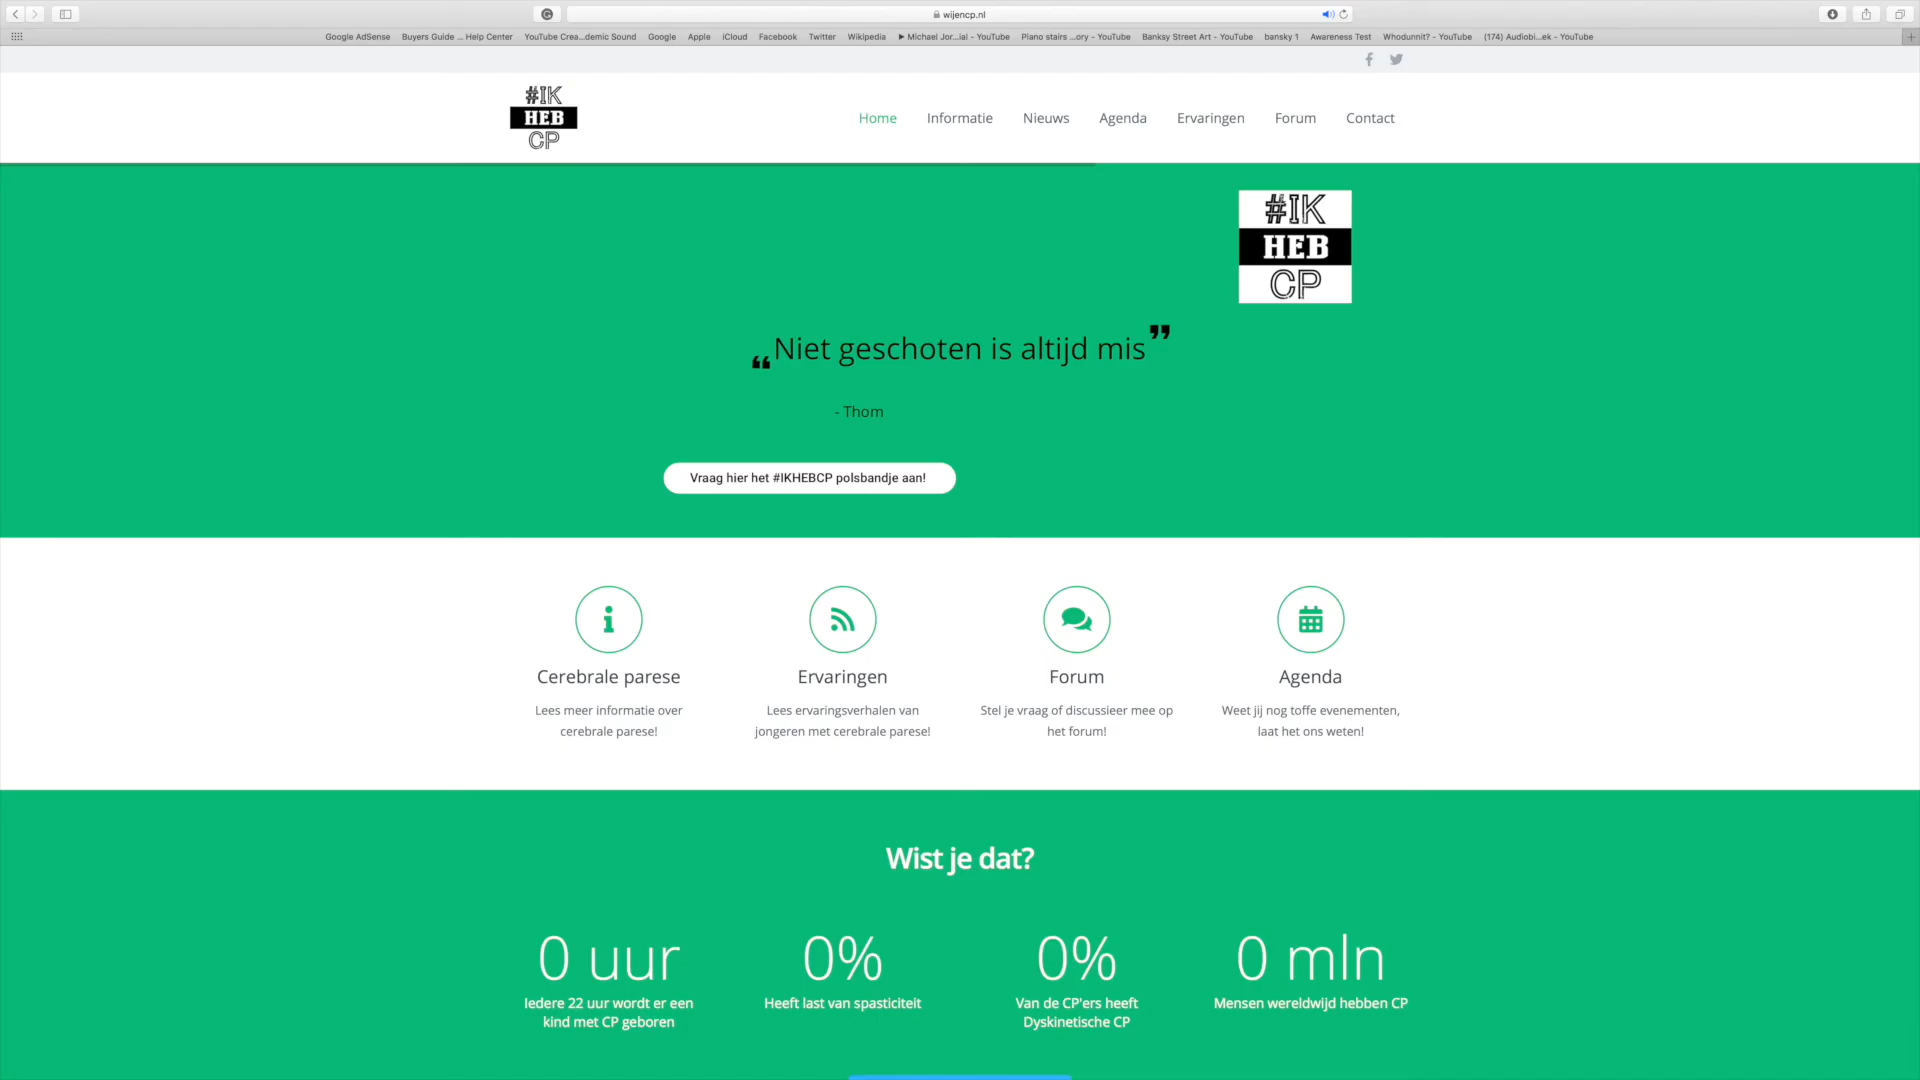 wijencp.nl
Google AdSense Buyers Guide ... Help Center YouTube Crea...demic Sound Google Apple iCloud Facebook Twitter Wikipedia ▶ Michael Jor...ial - YouTube Piano stairs ...ory - YouTube Banksy Street Art - YouTube bansky 1 Awareness Test Whodunnit? - YouTube (174) Audiobi...ek - YouTube
#IK
HEB
CP
Home Informatie Nieuws Agenda Ervaringen Forum Contact
#IK
HEB
CP
❝Niet geschoten is altijd mis❞
- Thom
Vraag hier het #IKHEBCP polsbandje aan!
Cerebrale parese Ervaringen Forum Agenda
Lees meer informatie over Lees ervaringsverhalen van Stel je vraag of discussieer mee op Weet jij nog toffe evenementen,
cerebrale parese! jongeren met cerebrale parese! het forum! laat het ons weten!
Wist je dat?
0 uur 0% 0% 0 mln
Iedere 22 uur wordt er een Heeft last van spasticiteit Van de CP'ers heeft Mensen wereldwijd hebben CP
kind met CP geboren Dyskinetische CP